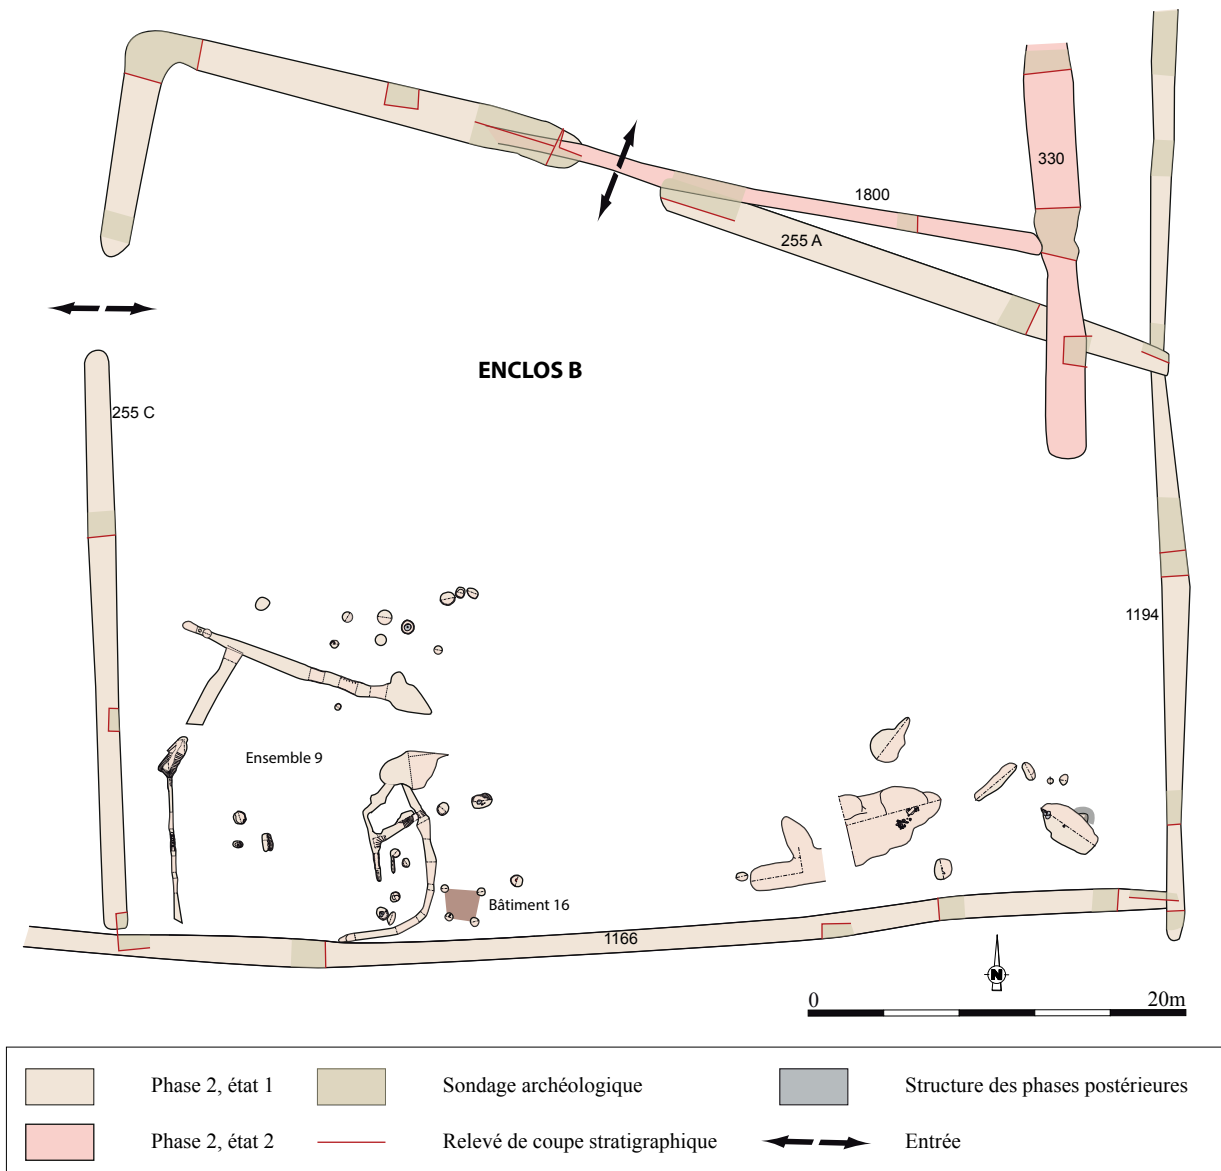 330
1800
255 A
ENCLOS B
255 C
1194
Ensemble 9
Bâtiment 16
1166
N
0 20m
Phase 2, état 1 Sondage archéologique Structure des phases postérieures
Phase 2, état 2 Relevé de coupe stratigraphique Entrée